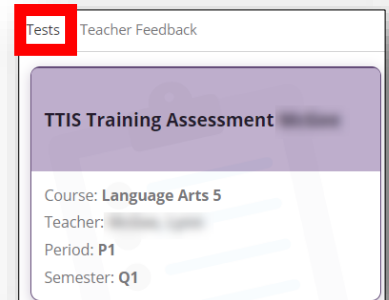 Tests Teacher Feedback
TTIS Training Assessment
Course: Language Arts 5
Teacher:
Period: P1
Semester: Q1